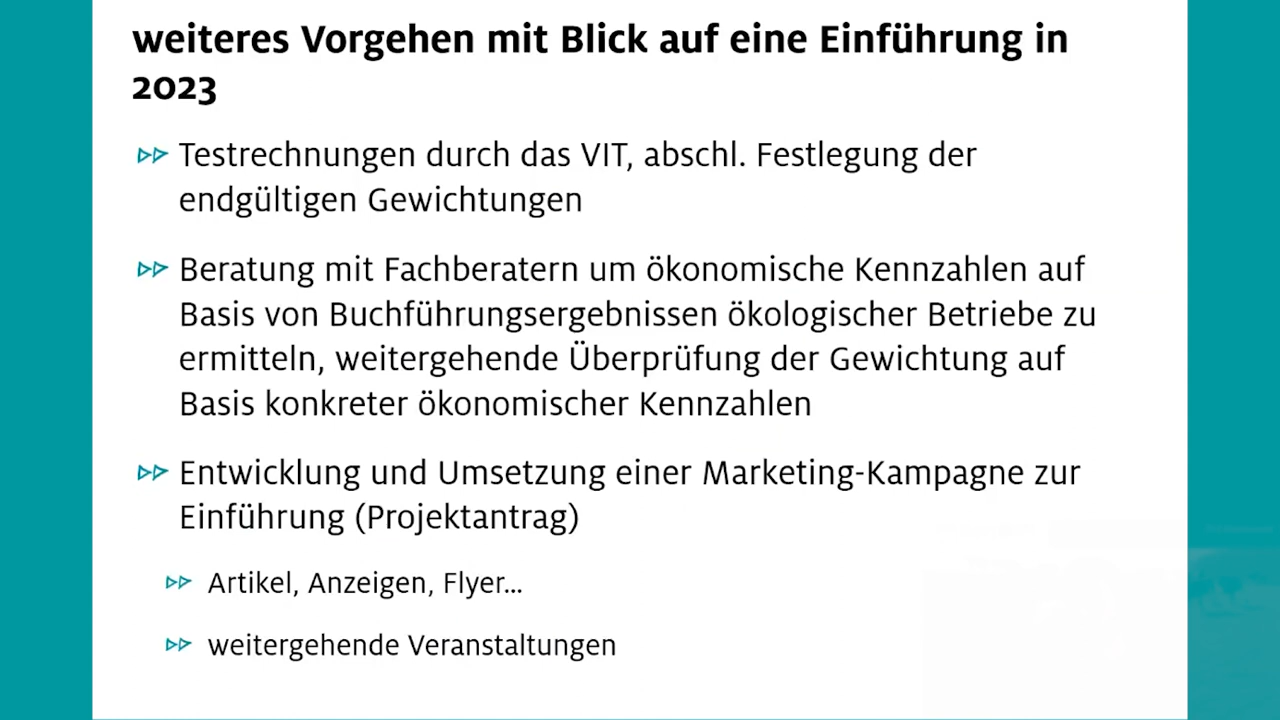 weiteres Vorgehen mit Blick auf eine Einführung in
2023
Testrechnungen durch das VIT, abschl. Festlegung der
endgültigen Gewichtungen
Beratung mit Fachberatern um ökonomische Kennzahlen auf
Basis von Buchführungsergebnissen ökologischer Betriebe zu
ermitteln, weitergehende Überprüfung der Gewichtung auf
Basis konkreter ökonomischer Kennzahlen
Entwicklung und Umsetzung einer Marketing-Kampagne zur
Einführung (Projektantrag)
Artikel, Anzeigen, Flyer...
weitergehende Veranstaltungen